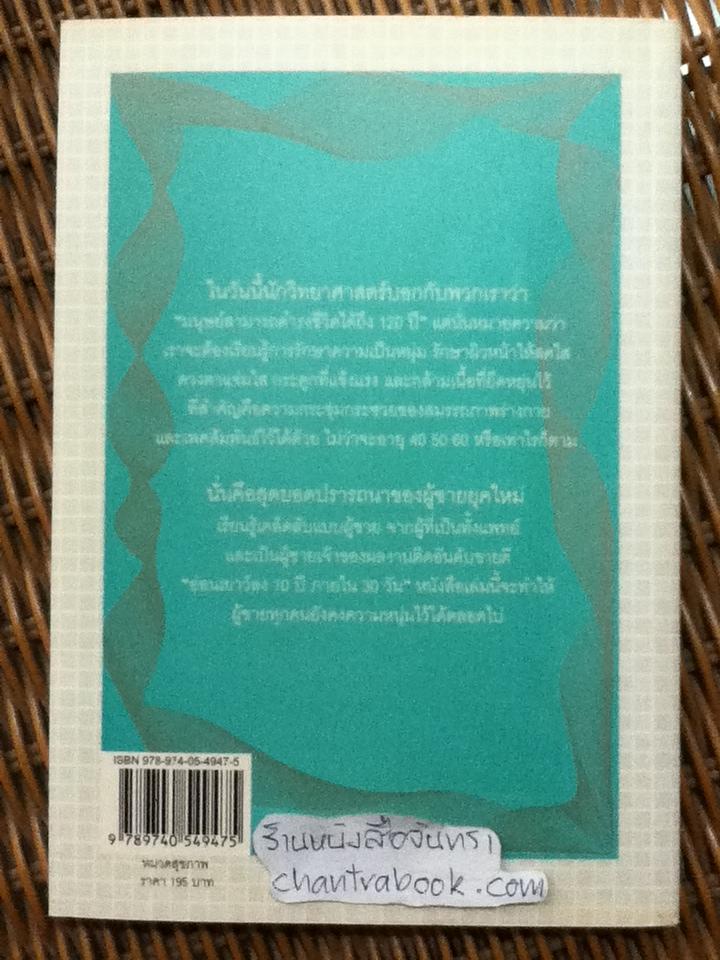 ในวันนี้นักวิทยาศาสตร์บอกกับพวกเราว่า
"มนุษย์สามารถดำรงชีวิตได้ถึง 120 ปี" แต่นั่นหมายความว่า
เราจะต้องเรียนรู้การรักษาความเป็นหนุ่ม รักษาผิวหน้าให้สดใส
ดวงตาแจ่มใส กระดูกที่แข็งแรง และกล้ามเนื้อที่ยืดหยุ่นไว้
ที่สำคัญคือความกระชุ่มกระชวยของสมรรถภาพร่างกาย
และเพศสัมพันธ์ไว้ได้ด้วย ไม่ว่าจะอายุ 40 50 60 หรือเท่าไรก็ตาม
นั่นคือสุดยอดปรารถนาของผู้ชายยุคใหม่
เรียนรู้เคล็ดลับแบบผู้ชาย จากผู้ที่เป็นทั้งแพทย์
และเป็นผู้ชายเจ้าของผลงานติดอันดับขายดี
"อ่อนเยาว์ลง 10 ปี ภายใน 30 วัน" หนังสือเล่มนี้จะทำให้
ผู้ชายทุกคนยังคงความหนุ่มไว้ได้ตลอดไป
ISBN 978-974-05-4947-5
9 789740 549475
หมวดสุขภาพ
ราคา 195 บาท
ร้านหนังสือจันทรา
chantrabook.com